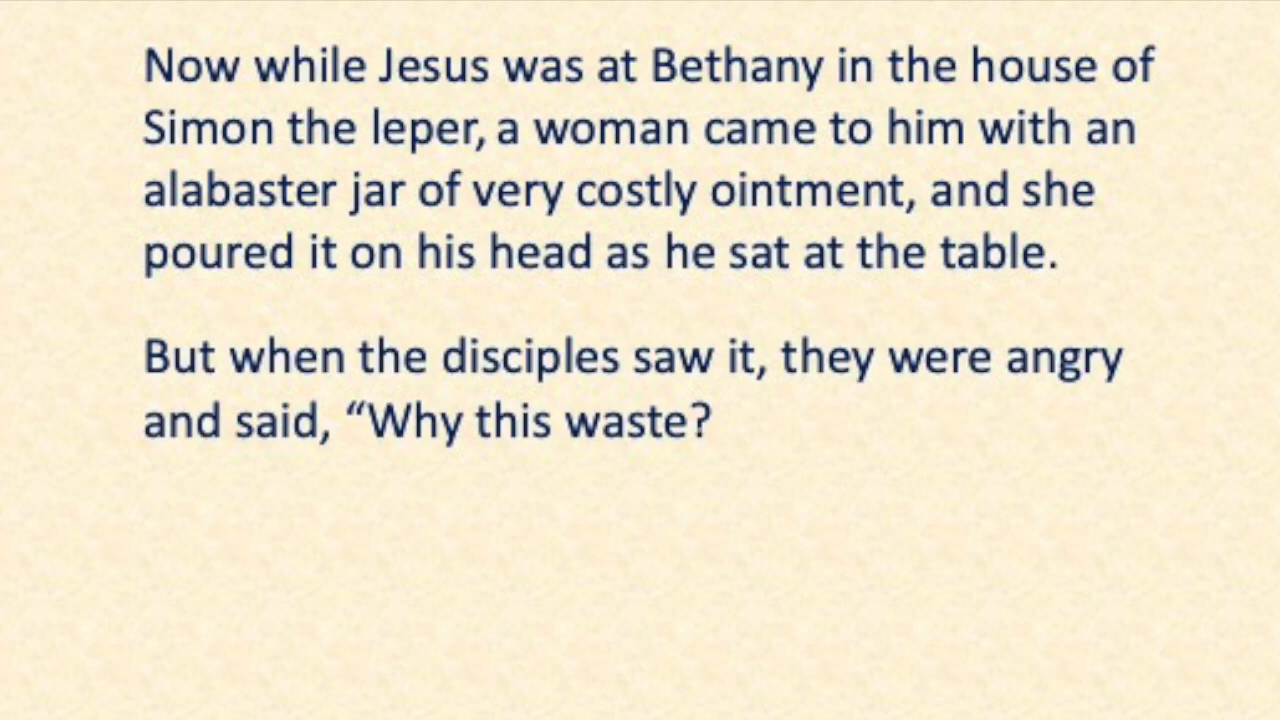 Now while Jesus was at Bethany in the house of
Simon the leper, a woman came to him with an
alabaster jar of very costly ointment, and she
poured it on his head as he sat at the table.
But when the disciples saw it, they were angry
and said, “Why this waste?